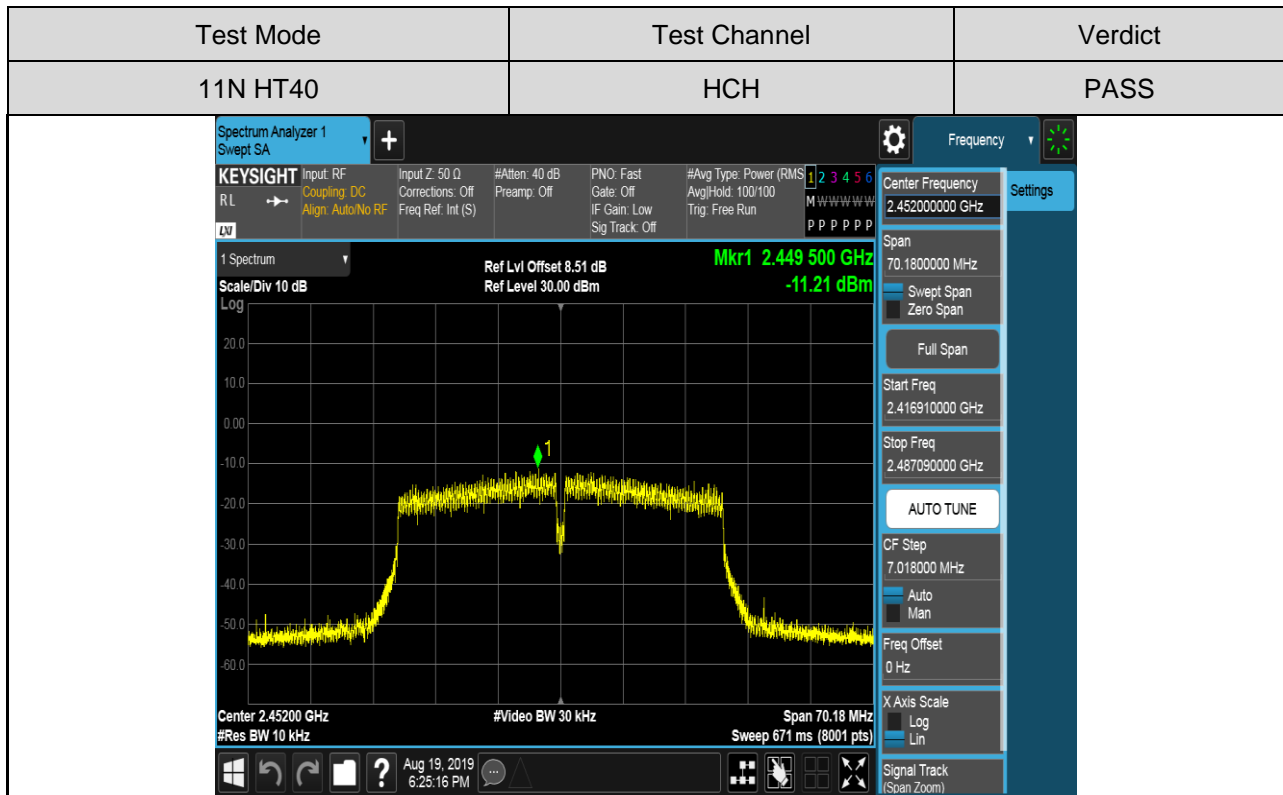 Test Mode Test Channel Verdict
11N HT40 HCH PASS
Spectrum Analyzer 1
Swept SA
+
Frequency
KEYSIGHT
RL
LXI
Input: RF
Coupling: DC
Align: Auto/No RF
Input Z: 50 Ω
Corrections: Off
Freq Ref: Int (S)
#Atten: 40 dB
Preamp: Off
PNO: Fast
Gate: Off
IF Gain: Low
Sig Track: Off
#Avg Type: Power (RMS
Avg|Hold: 100/100
Trig: Free Run
1 2 3 4 5 6
M W W W W W
P P P P P P
Center Frequency
2.452000000 GHz
Settings
1 Spectrum
Scale/Div 10 dB
Log
Ref Lvl Offset 8.51 dB
Ref Level 30.00 dBm
Mkr1 2.449 500 GHz
-11.21 dBm
20.0
10.0
0.00
-10.0
-20.0
-30.0
-40.0
-50.0
-60.0
1
Center 2.45200 GHz
#Res BW 10 kHz
#Video BW 30 kHz
Span 70.18 MHz
Sweep 671 ms (8001 pts)
Span
70.1800000 MHz
Swept Span
Zero Span
Full Span
Start Freq
2.416910000 GHz
Stop Freq
2.487090000 GHz
AUTO TUNE
CF Step
7.018000 MHz
Auto
Man
Freq Offset
0 Hz
X Axis Scale
Log
Lin
Signal Track
(Span Zoom)
?
Aug 19, 2019
6:25:16 PM
...